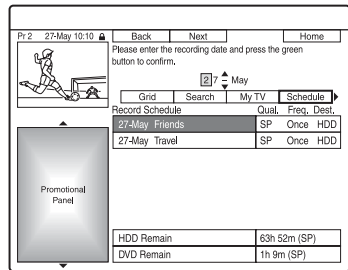 Pr 2 27-May 10:10 Back Next Home
Please enter the recording date and press the green
button to confirm.
27 May
Grid Search My TV Schedule
Record Schedule Qual. Freq. Dest.
27-May Friends SP Once HDD
27-May Travel SP Once HDD
Promotional
Panel
HDD Remain 63h 52m (SP)
DVD Remain 1h 9m (SP)